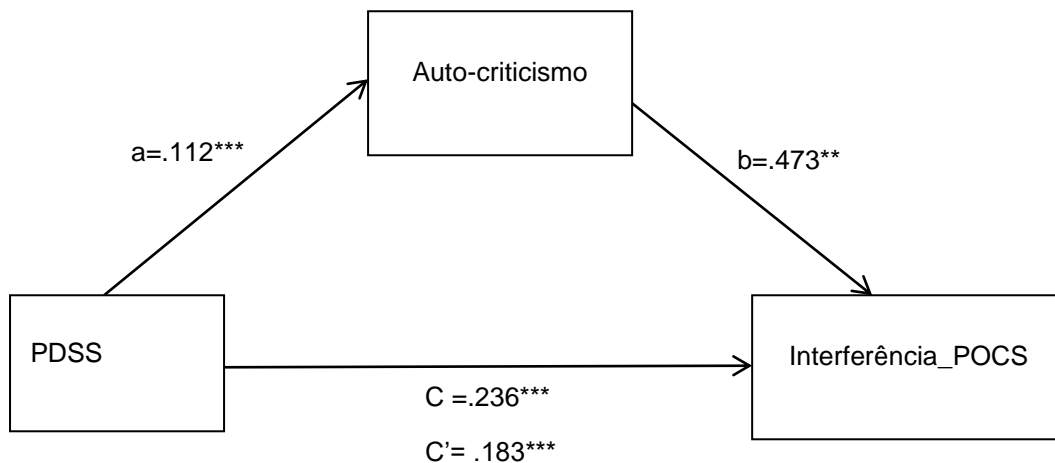 Auto-criticismo
a=.112***
b=.473**
PDSS
Interferência_POCS
C =.236***
C’= .183***